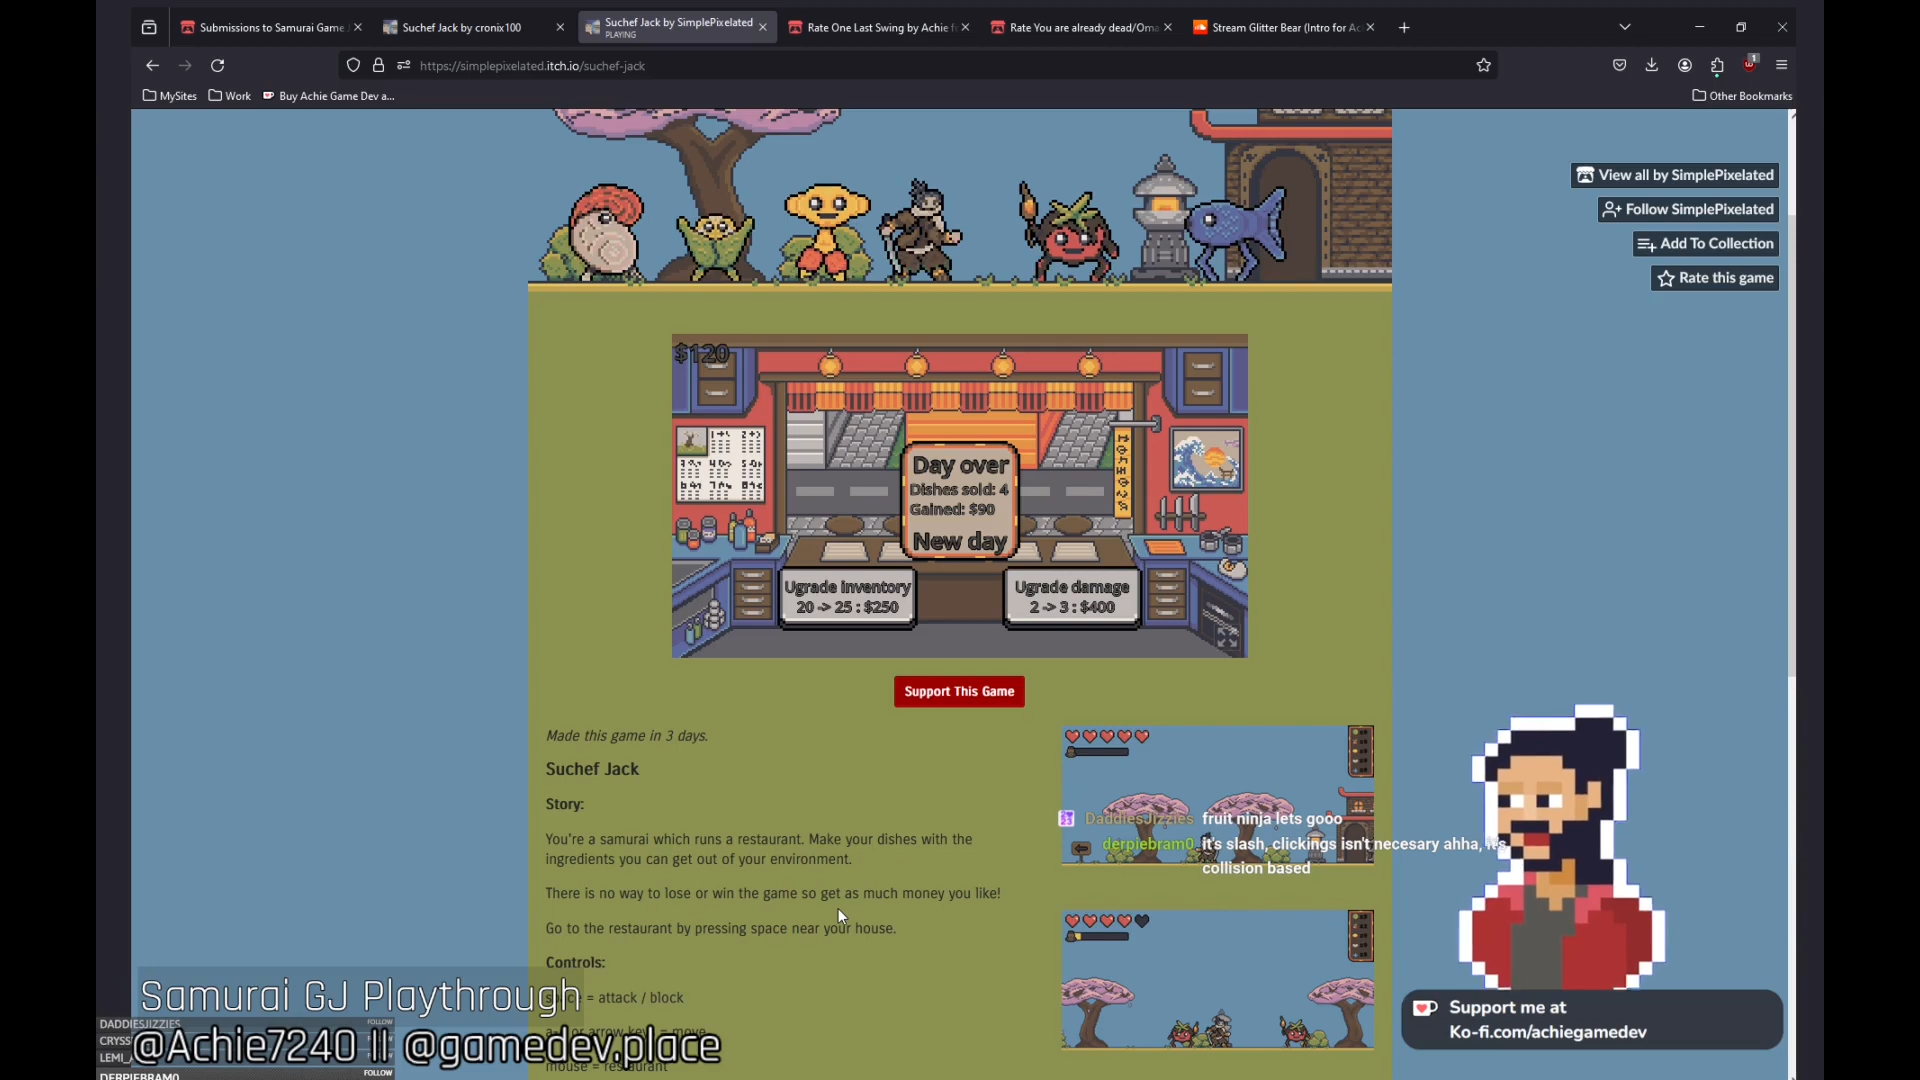 Submissions to Samurai Game J
Suchef Jack by cronix100
Suchef Jack by SimplePixelated
PLAYING
Rate One Last Swing by Achie f
Rate You are already dead/Oma
Stream Glitter Bear (Intro for Ac
https://simplepixelated.itch.io/suchef-jack
1
MySites
Work
Buy Achie Game Dev a...
Other Bookmarks
View all by SimplePixelated
Follow SimplePixelated
Add To Collection
Rate this game
$120
Day over
Dishes sold: 4
Gained: $90
New day
Ugrade inventory
20 -> 25 : $250
Ugrade damage
2 -> 3 : $400
Support This Game
Made this game in 3 days.
Suchef Jack
Story:
You're a samurai which runs a restaurant. Make your dishes with the
ingredients you can get out of your environment.
There is no way to lose or win the game so get as much money you like!
Go to the restaurant by pressing space near your house.
Controls:
space = attack / block
mouse = restaurant
DaddiesJizzies fruit ninja lets gooo
derpiebram0 it's slash, clickings isn't necesary ahha, it's
collision based
Samurai GJ Playthrough
@Achie7240 || @gamedev.place
DADDIESJIZZIES FOLLOW
DERPIEBRAM0 FOLLOW
Support me at
Ko-fi.com/achiegamedev